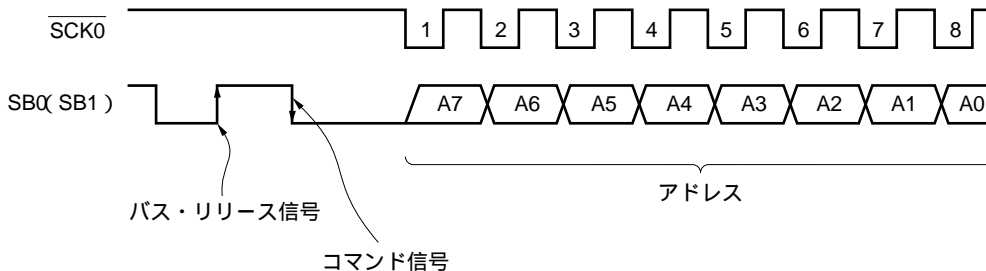 SCK0 1 2 3 4 5 6 7 8
SB0(SB1) A7 A6 A5 A4 A3 A2 A1 A0
アドレス
バス・リリース信号
コマンド信号